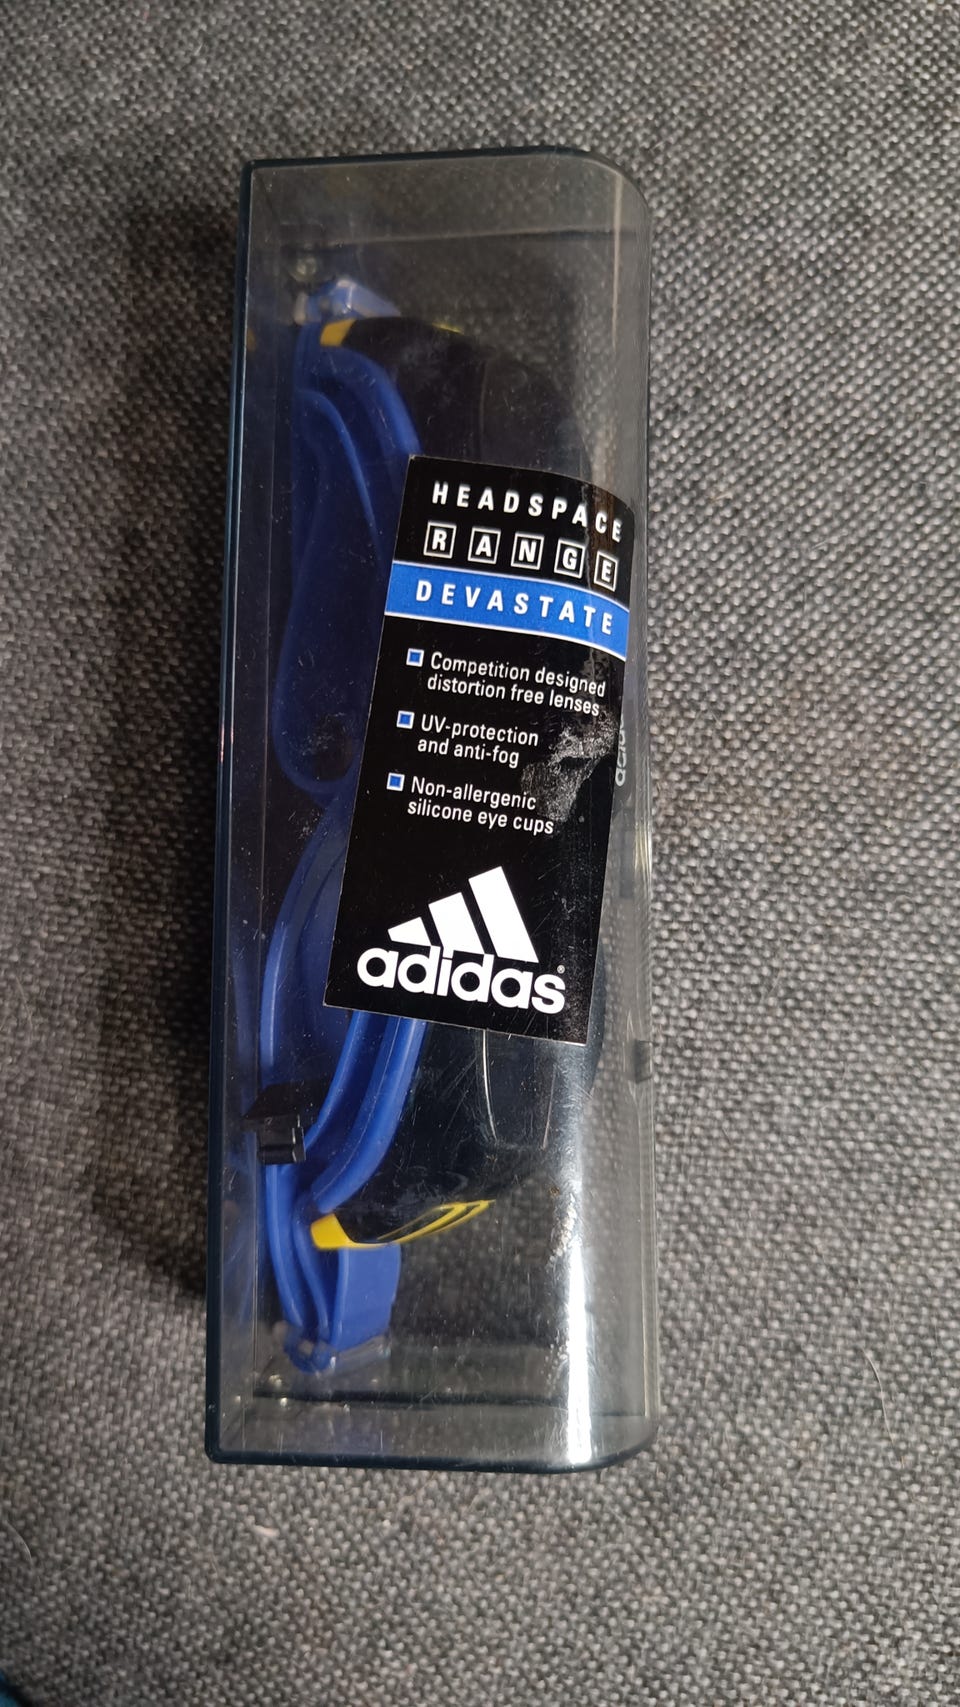 HEADSPACE
RANGE
DEVASTATE
Competition designed
distortion free lenses
UV-protection
and anti-fog
Non-allergenic
silicone eye cups
adidas®
adidas